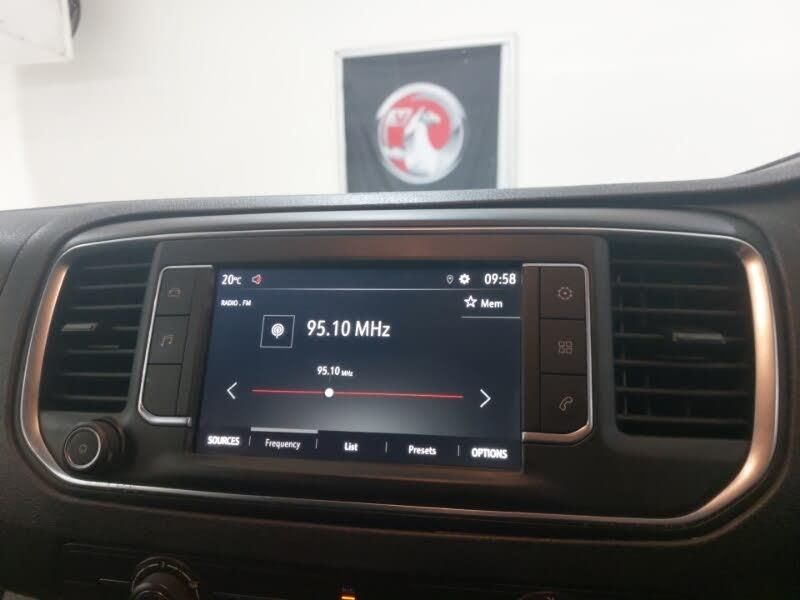 20°C 09:58
RADIO . FM Mem
95.10 MHz
95.10 MHz
SOURCES Frequency List Presets OPTIONS